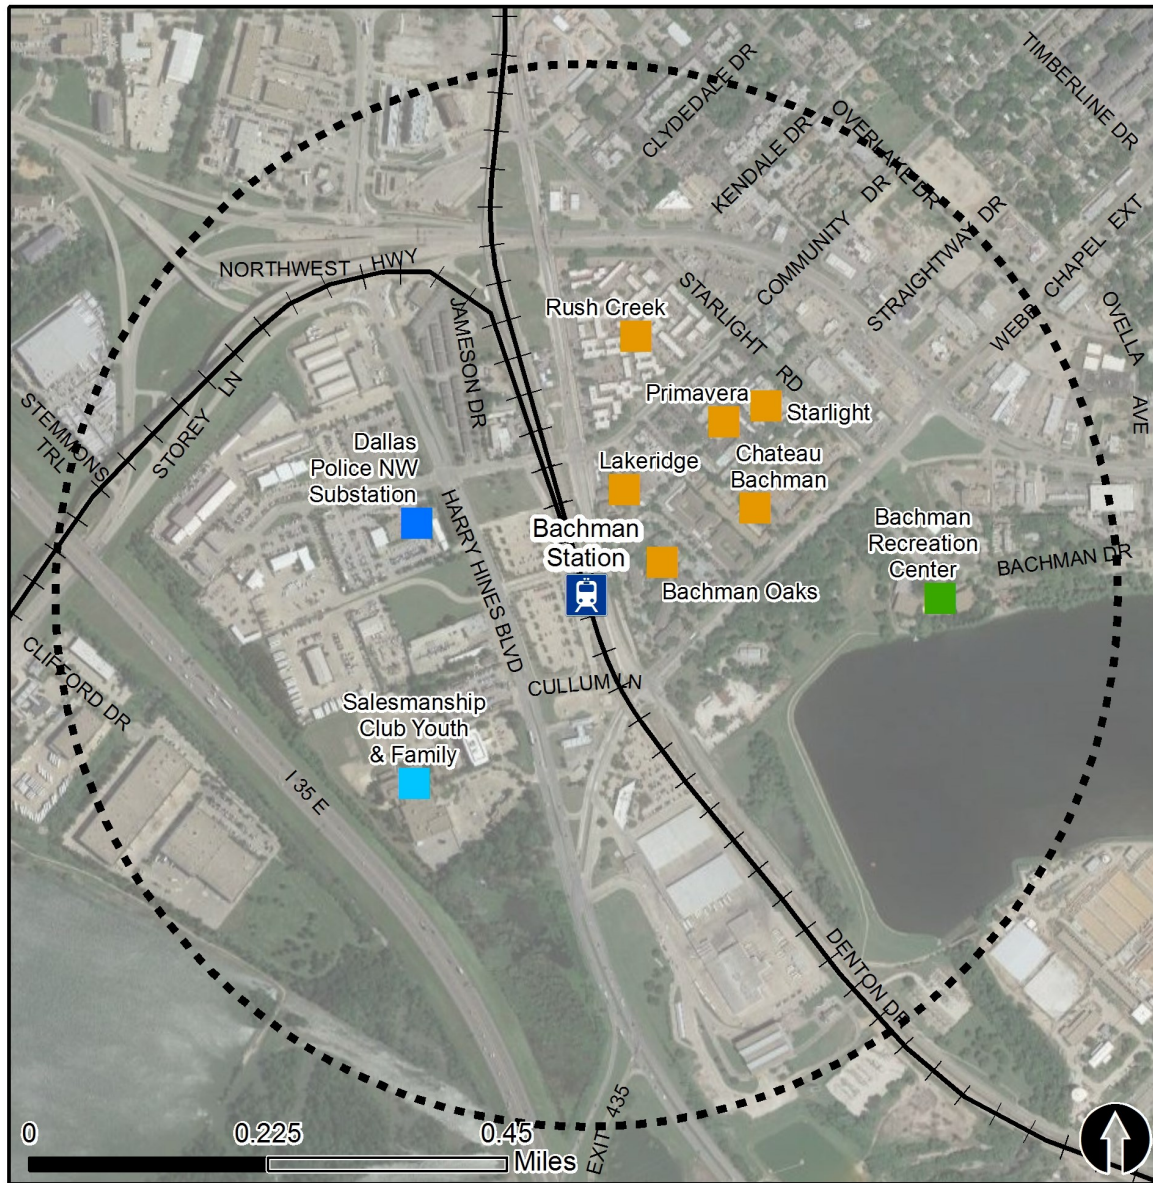 TIMBERLINE DR
CLYDEDALE DR
KENDALE DR
OVERLAKE DR
COMMUNITY DR
STRAIGHTWAY DR
WEBB CHAPEL EXT
OVELLA AVE
NORTHWEST HWY
JAMESON DR
STARLIGHT RD
Rush Creek
Primavera
Starlight
STOREY LN
STEMMONS
TRL
Dallas
Police NW
Substation
Lakeridge
Chateau
Bachman
HARRY HINES BLVD
Bachman
Station
Bachman
Recreation
Center
BACHMAN DR
Bachman Oaks
CLIFFORD DR
CULLUM LN
Salesmanship
Club Youth
& Family
I 35 E
DENTON DR
EXIT 435
0 0.225 0.45
Miles